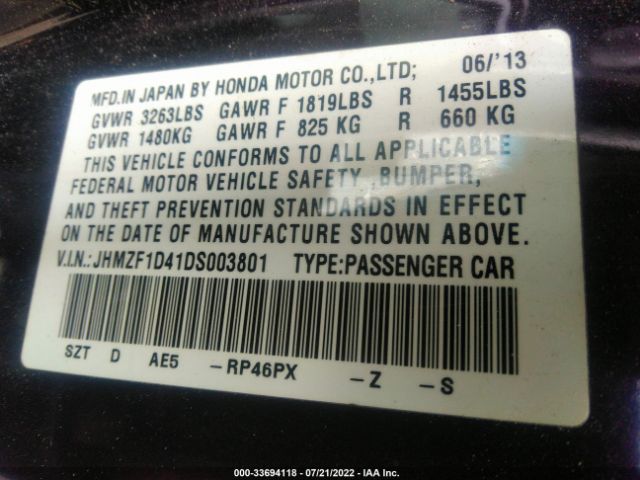 MFD.IN JAPAN BY HONDA MOTOR CO.,LTD; 06/'13
GVWR 3263LBS GAWR F 1819LBS R 1455LBS
GVWR 1480KG GAWR F 825 KG R 660 KG
THIS VEHICLE CONFORMS TO ALL APPLICABLE
FEDERAL MOTOR VEHICLE SAFETY ,BUMPER,
AND THEFT PREVENTION STANDARDS IN EFFECT
ON THE DATE OF MANUFACTURE SHOWN ABOVE.
V.I.N.:JHMZF1D41DS003801 TYPE:PASSENGER CAR
SZT D AE5 -RP46PX -Z -S
000-33694118 - 07/21/2022 - IAA Inc.